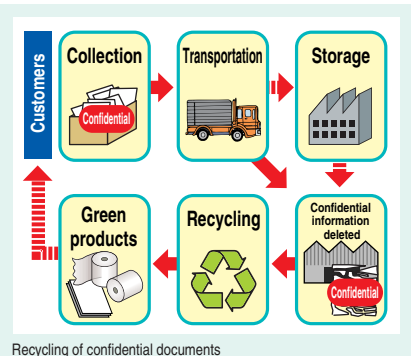 Customers
Collection
Confidential
Transportation
Storage
Green
products
Recycling
Confidential
information
deleted
Confidential
Recycling of confidential documents